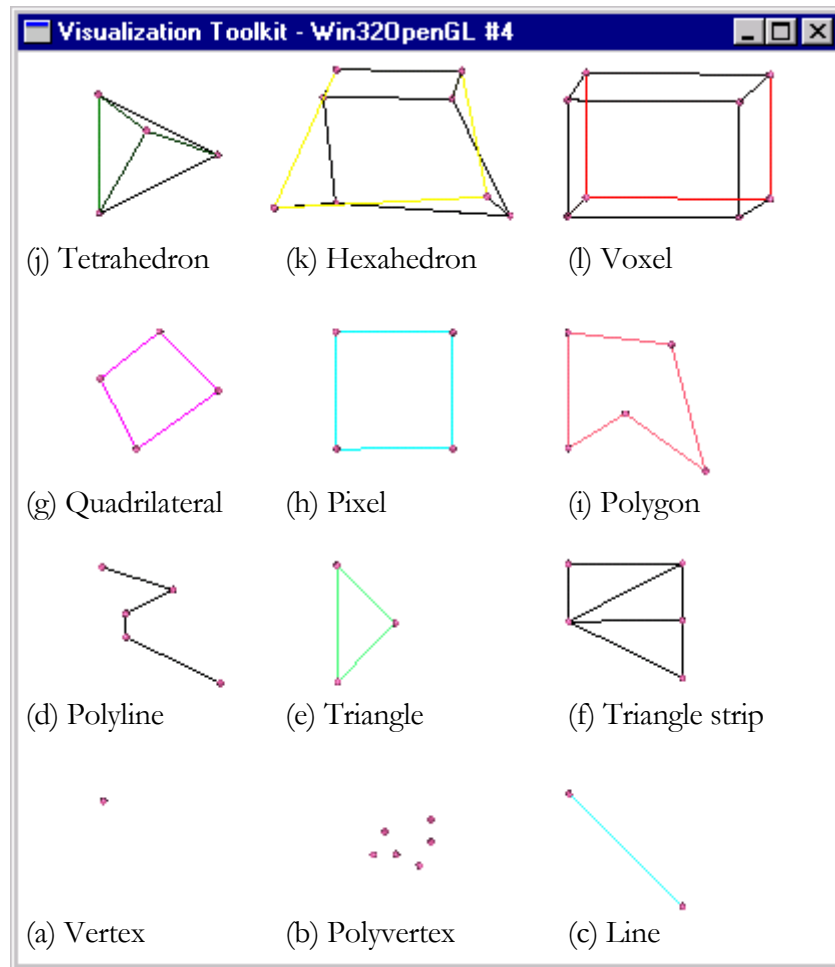 Visualization Toolkit - Win32OpenGL #4
(j) Tetrahedron (k) Hexahedron (l) Voxel
(g) Quadrilateral (h) Pixel (i) Polygon
(d) Polyline (e) Triangle (f) Triangle strip
(a) Vertex (b) Polyvertex (c) Line